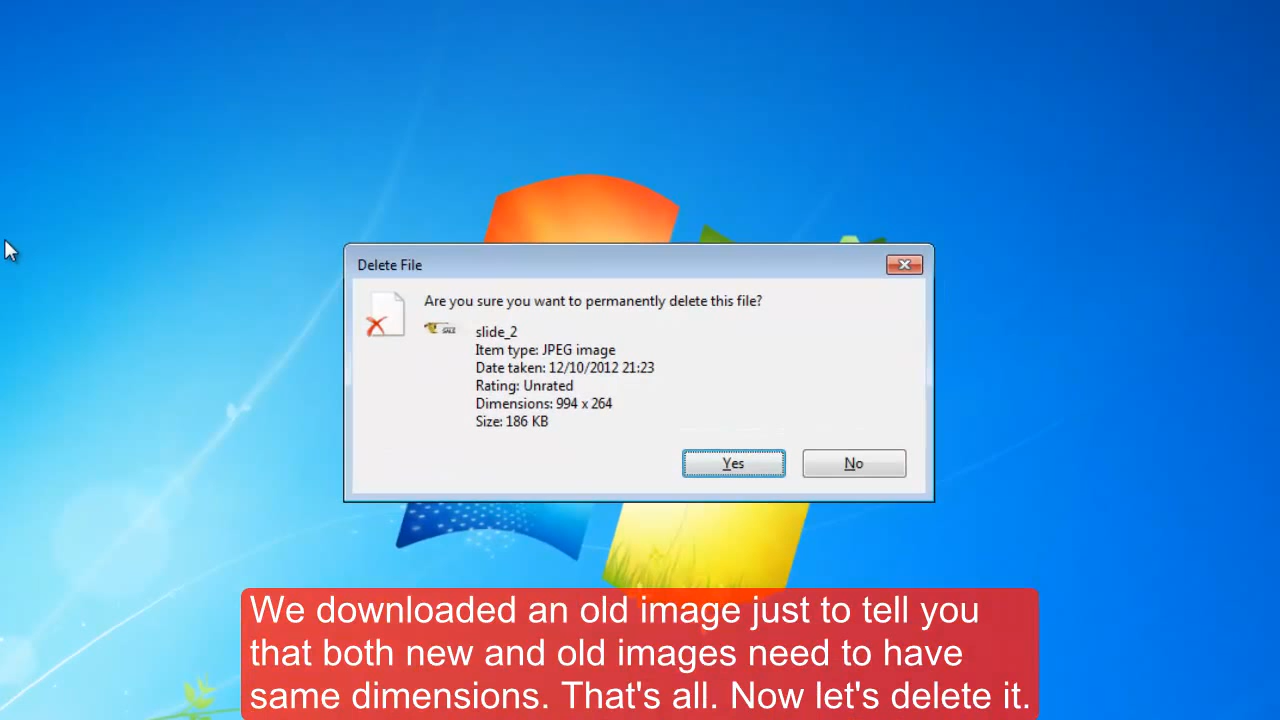 Delete File
Are you sure you want to permanently delete this file?
SALE
slide_2
Item type: JPEG image
Date taken: 12/10/2012 21:23
Rating: Unrated
Dimensions: 994 x 264
Size: 186 KB
Yes No
We downloaded an old image just to tell you
that both new and old images need to have
same dimensions. That's all. Now let's delete it.